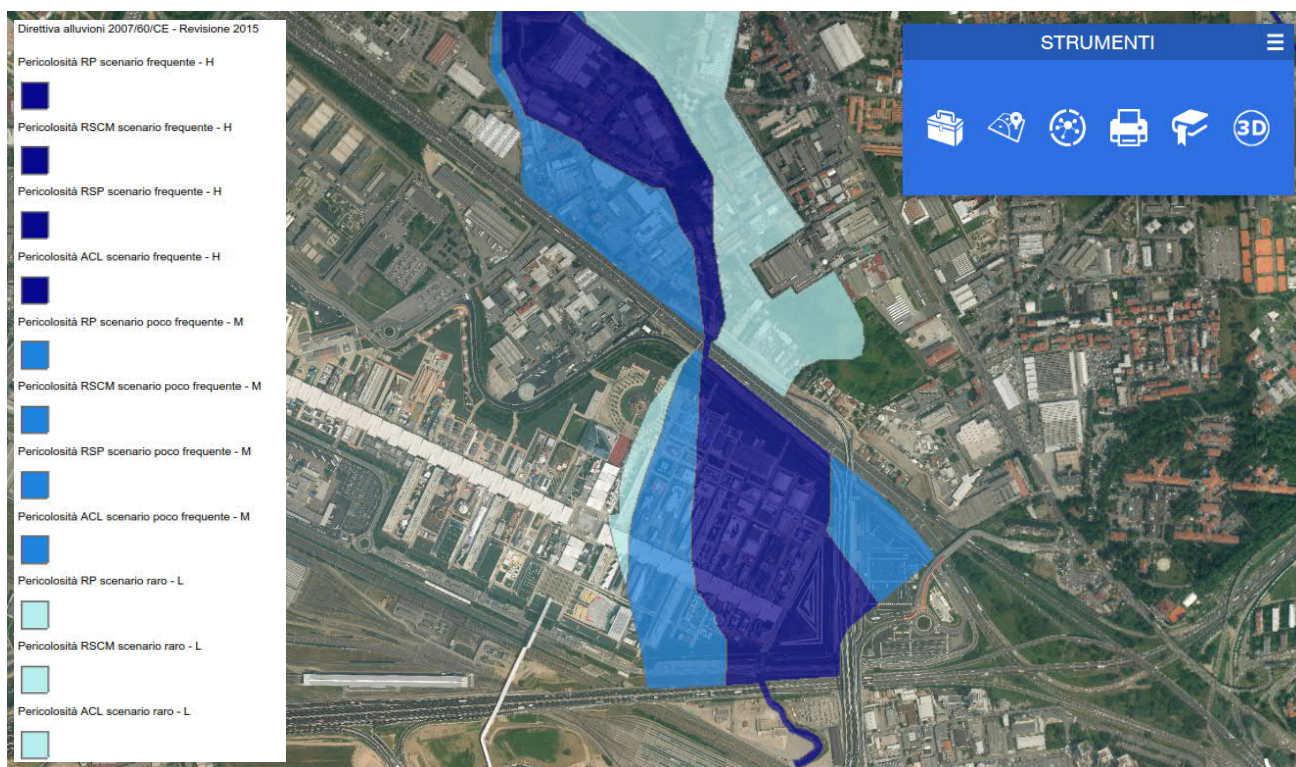 Direttiva alluvioni 2007/60/CE - Revisione 2015
Pericolosità RP scenario frequente - H
Pericolosità RSCM scenario frequente - H
Pericolosità RSP scenario frequente - H
Pericolosità ACL scenario frequente - H
Pericolosità RP scenario poco frequente - M
Pericolosità RSCM scenario poco frequente - M
Pericolosità RSP scenario poco frequente - M
Pericolosità ACL scenario poco frequente - M
Pericolosità RP scenario raro - L
Pericolosità RSCM scenario raro - L
Pericolosità ACL scenario raro - L
STRUMENTI
3D